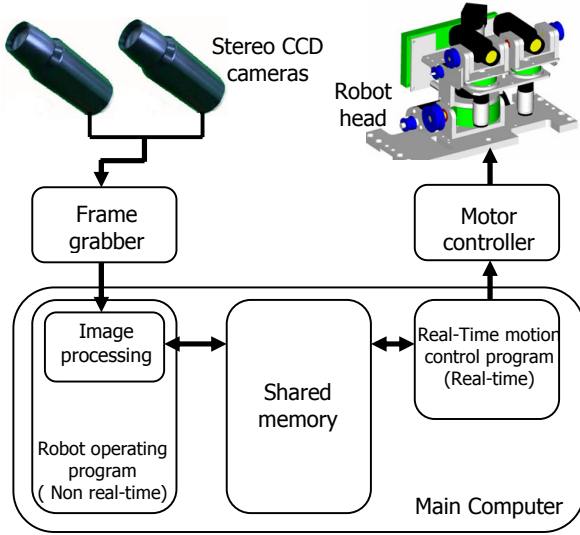 Stereo CCD
cameras
Robot
head
Frame
grabber
Motor
controller
Image
processing
Real-Time motion
control program
(Real-time)
Shared
memory
Robot operating
program
( Non real-time)
Main Computer